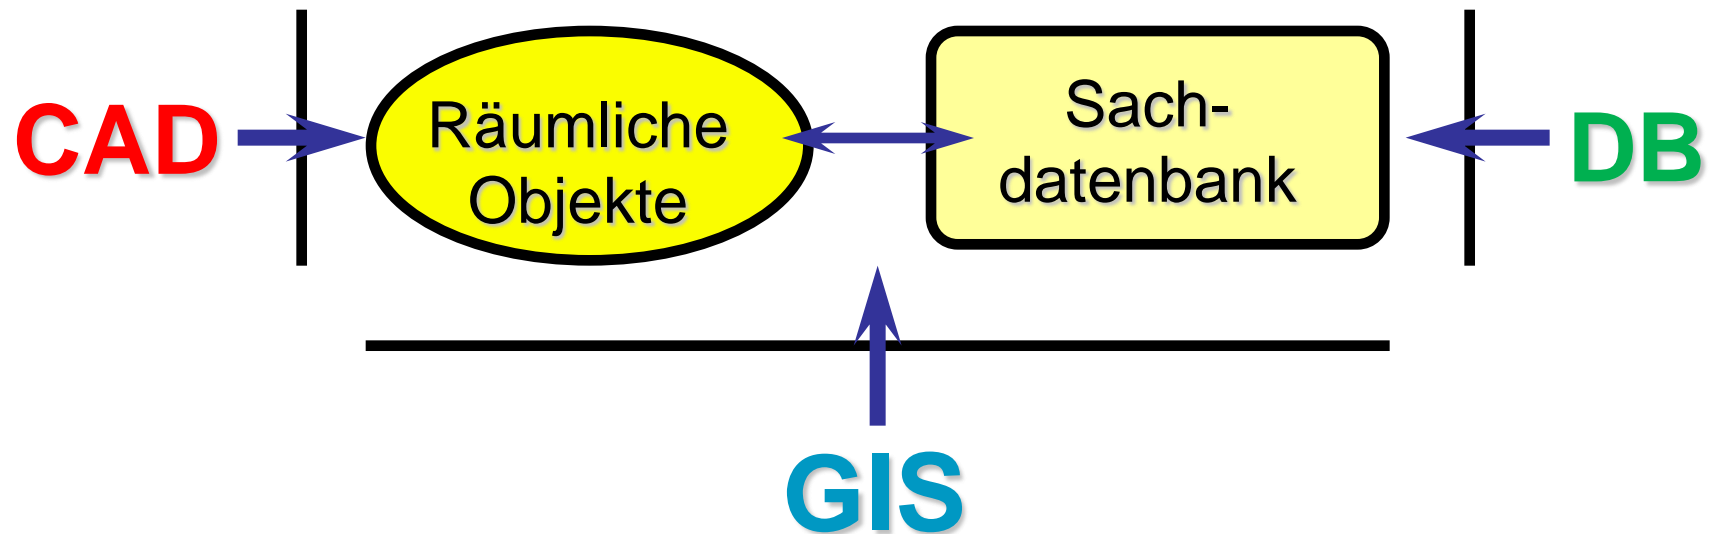 CAD
Räumliche
Objekte
Sach-
datenbank
DB
GIS